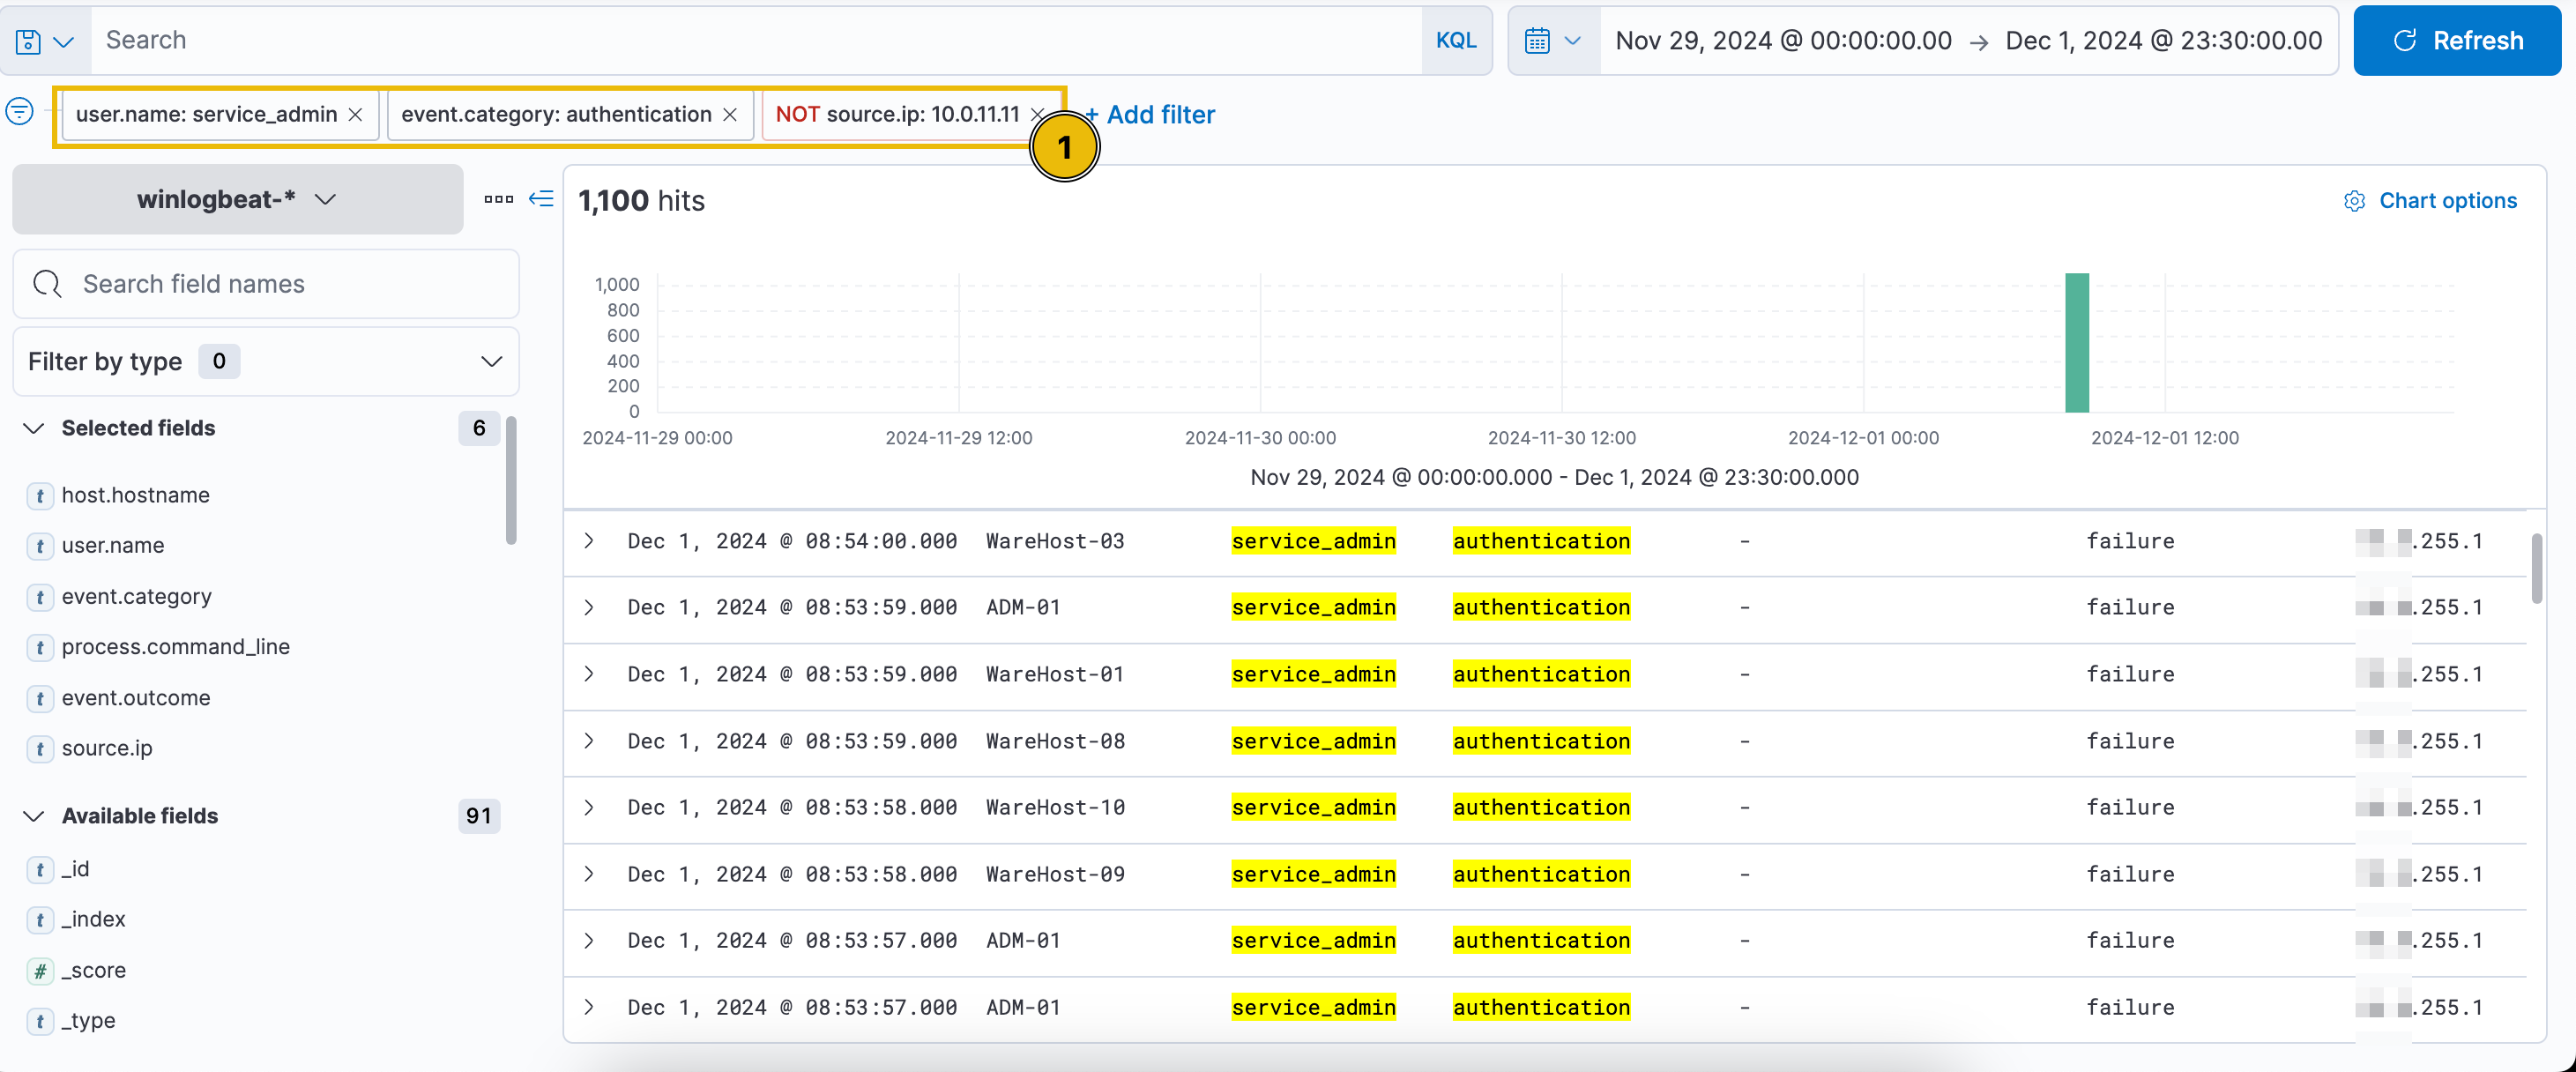 Search KQL Nov 29, 2024 @ 00:00:00.00 → Dec 1, 2024 @ 23:30:00.00 Refresh
user.name: service_admin × event.category: authentication × NOT source.ip: 10.0.11.11 × + Add filter
1
winlogbeat-*
Search field names
Filter by type 0
Selected fields 6
t host.hostname
t user.name
t event.category
t process.command_line
t event.outcome
t source.ip
Available fields 91
t _id
t _index
# _score
t _type
1,100 hits Chart options
1,000
800
600
400
200
0
2024-11-29 00:00 2024-11-29 12:00 2024-11-30 00:00 2024-11-30 12:00 2024-12-01 00:00 2024-12-01 12:00
Nov 29, 2024 @ 00:00:00.000 - Dec 1, 2024 @ 23:30:00.000
Dec 1, 2024 @ 08:54:00.000 WareHost-03 service_admin authentication - failure .255.1
Dec 1, 2024 @ 08:53:59.000 ADM-01 service_admin authentication - failure .255.1
Dec 1, 2024 @ 08:53:59.000 WareHost-01 service_admin authentication - failure .255.1
Dec 1, 2024 @ 08:53:59.000 WareHost-08 service_admin authentication - failure .255.1
Dec 1, 2024 @ 08:53:58.000 WareHost-10 service_admin authentication - failure .255.1
Dec 1, 2024 @ 08:53:58.000 WareHost-09 service_admin authentication - failure .255.1
Dec 1, 2024 @ 08:53:57.000 ADM-01 service_admin authentication - failure .255.1
Dec 1, 2024 @ 08:53:57.000 ADM-01 service_admin authentication - failure .255.1